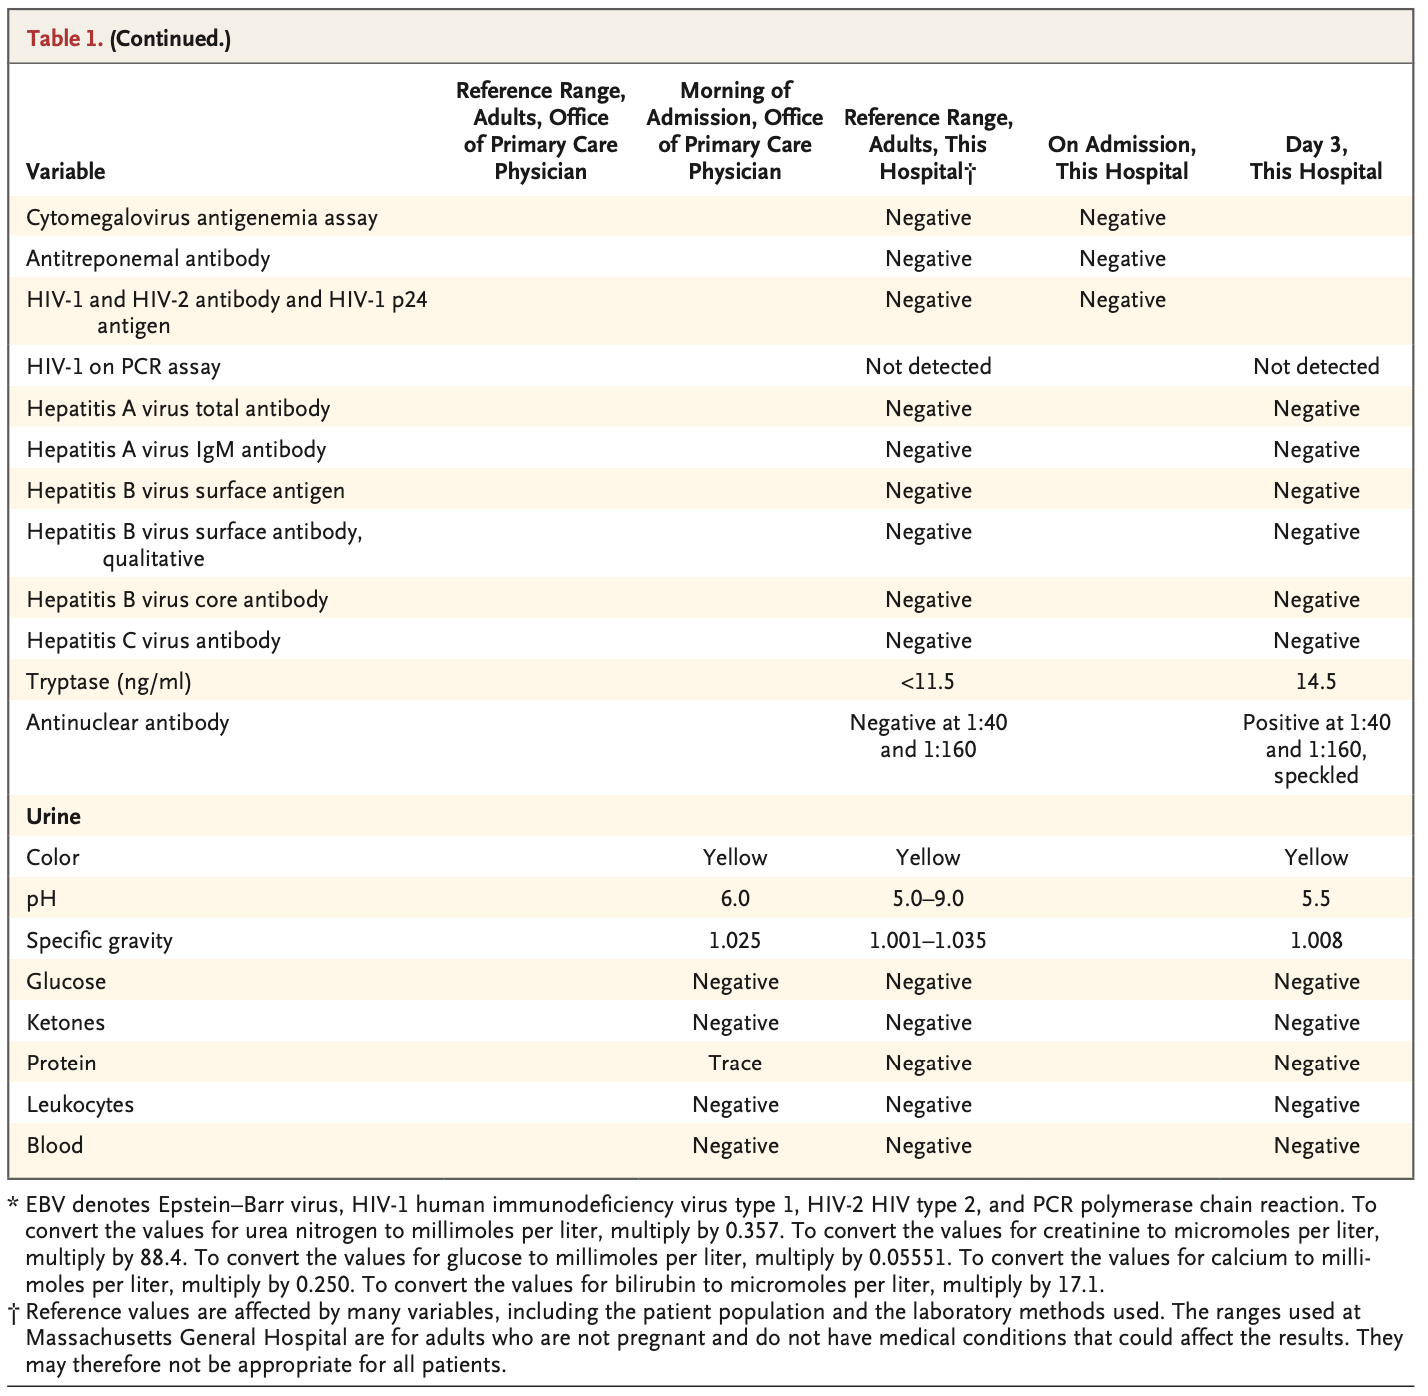 Table 1. (Continued.)
Variable
Reference Range,
Adults, Office
of Primary Care
Physician
Morning of
Admission, Office
of Primary Care
Physician
Reference Range,
Adults, This
Hospital†
On Admission,
This Hospital
Day 3,
This Hospital
Cytomegalovirus antigenemia assay Negative Negative
Antitreponemal antibody Negative Negative
HIV-1 and HIV-2 antibody and HIV-1 p24 Negative Negative
antigen
HIV-1 on PCR assay Not detected Not detected
Hepatitis A virus total antibody Negative Negative
Hepatitis A virus IgM antibody Negative Negative
Hepatitis B virus surface antigen Negative Negative
Hepatitis B virus surface antibody, Negative Negative
qualitative
Hepatitis B virus core antibody Negative Negative
Hepatitis C virus antibody Negative Negative
Tryptase (ng/ml) <11.5 14.5
Antinuclear antibody Negative at 1:40 Positive at 1:40
and 1:160 and 1:160,
speckled
Urine
Color Yellow Yellow Yellow
pH 6.0 5.0–9.0 5.5
Specific gravity 1.025 1.001–1.035 1.008
Glucose Negative Negative Negative
Ketones Negative Negative Negative
Protein Trace Negative Negative
Leukocytes Negative Negative Negative
Blood Negative Negative Negative
* EBV denotes Epstein–Barr virus, HIV-1 human immunodeficiency virus type 1, HIV-2 HIV type 2, and PCR polymerase chain reaction. To
convert the values for urea nitrogen to millimoles per liter, multiply by 0.357. To convert the values for creatinine to micromoles per liter,
multiply by 88.4. To convert the values for glucose to millimoles per liter, multiply by 0.05551. To convert the values for calcium to milli-
moles per liter, multiply by 0.250. To convert the values for bilirubin to micromoles per liter, multiply by 17.1.
† Reference values are affected by many variables, including the patient population and the laboratory methods used. The ranges used at
Massachusetts General Hospital are for adults who are not pregnant and do not have medical conditions that could affect the results. They
may therefore not be appropriate for all patients.